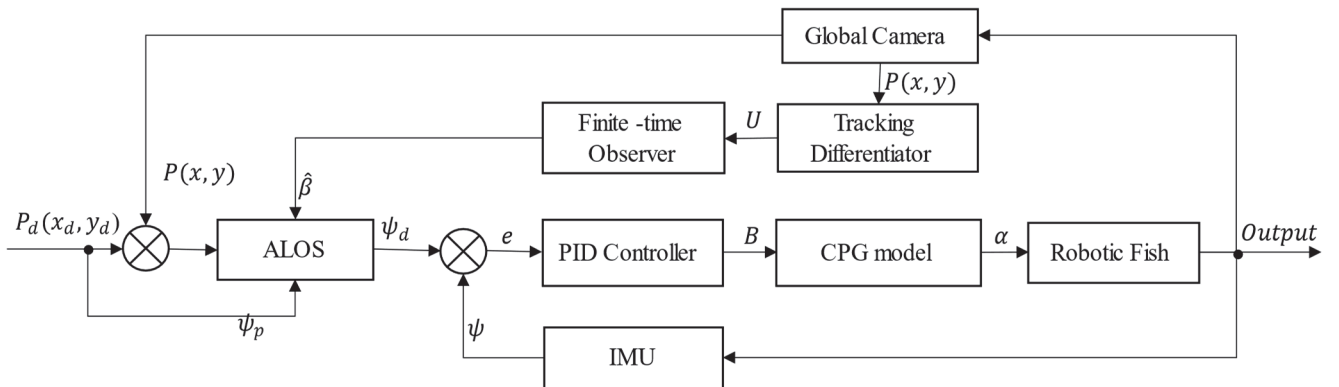 Global Camera
P(x, y)
Finite -time
Observer
U
Tracking
Differentiator
P(x, y)
β̂
P_d(x_d, y_d)
ALOS
ψ_d
e
PID Controller
B
CPG model
α
Robotic Fish
Output
ψ_p
ψ
IMU